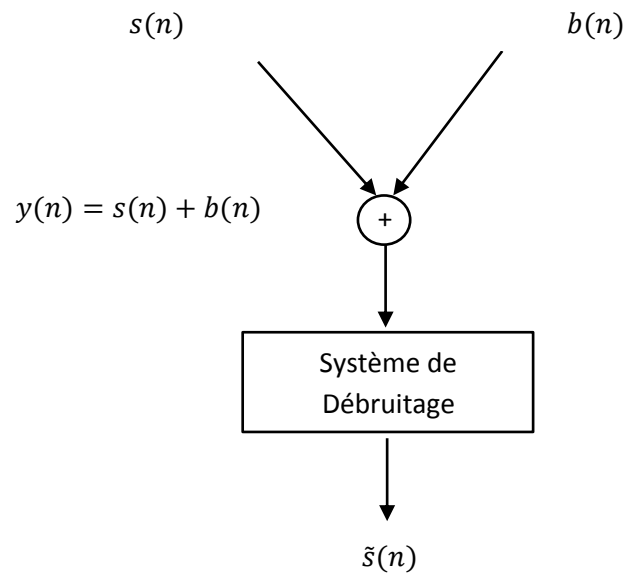 s(n)
b(n)
y(n) = s(n) + b(n)
+
Système de
Débruitage
s̃(n)